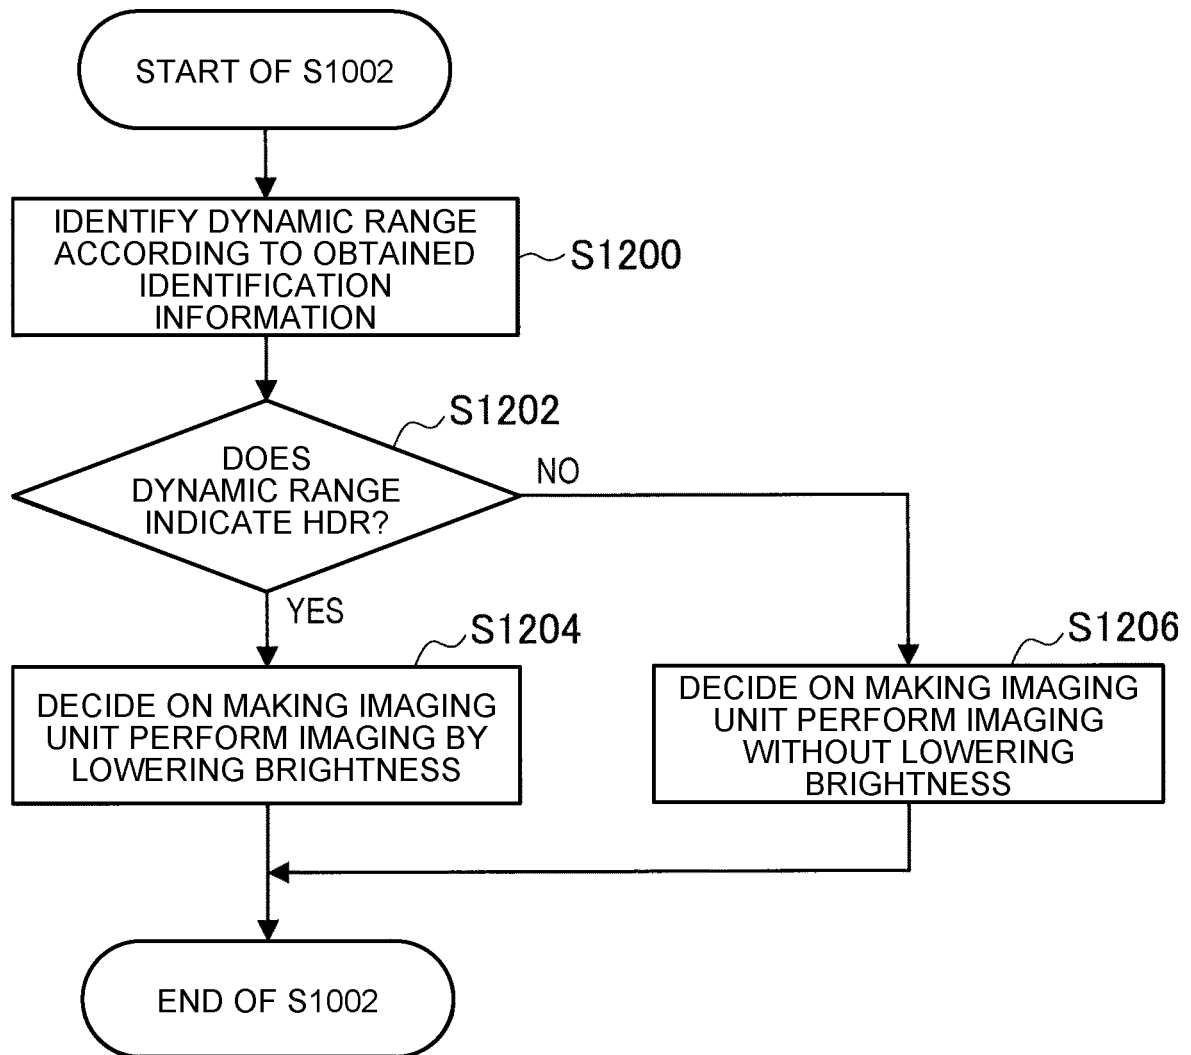 START OF S1002
IDENTIFY DYNAMIC RANGE
ACCORDING TO OBTAINED
IDENTIFICATION
INFORMATION
S1200
S1202
DOES
DYNAMIC RANGE
INDICATE HDR?
NO
YES
S1204
DECIDE ON MAKING IMAGING
UNIT PERFORM IMAGING BY
LOWERING BRIGHTNESS
S1206
DECIDE ON MAKING IMAGING
UNIT PERFORM IMAGING
WITHOUT LOWERING
BRIGHTNESS
END OF S1002